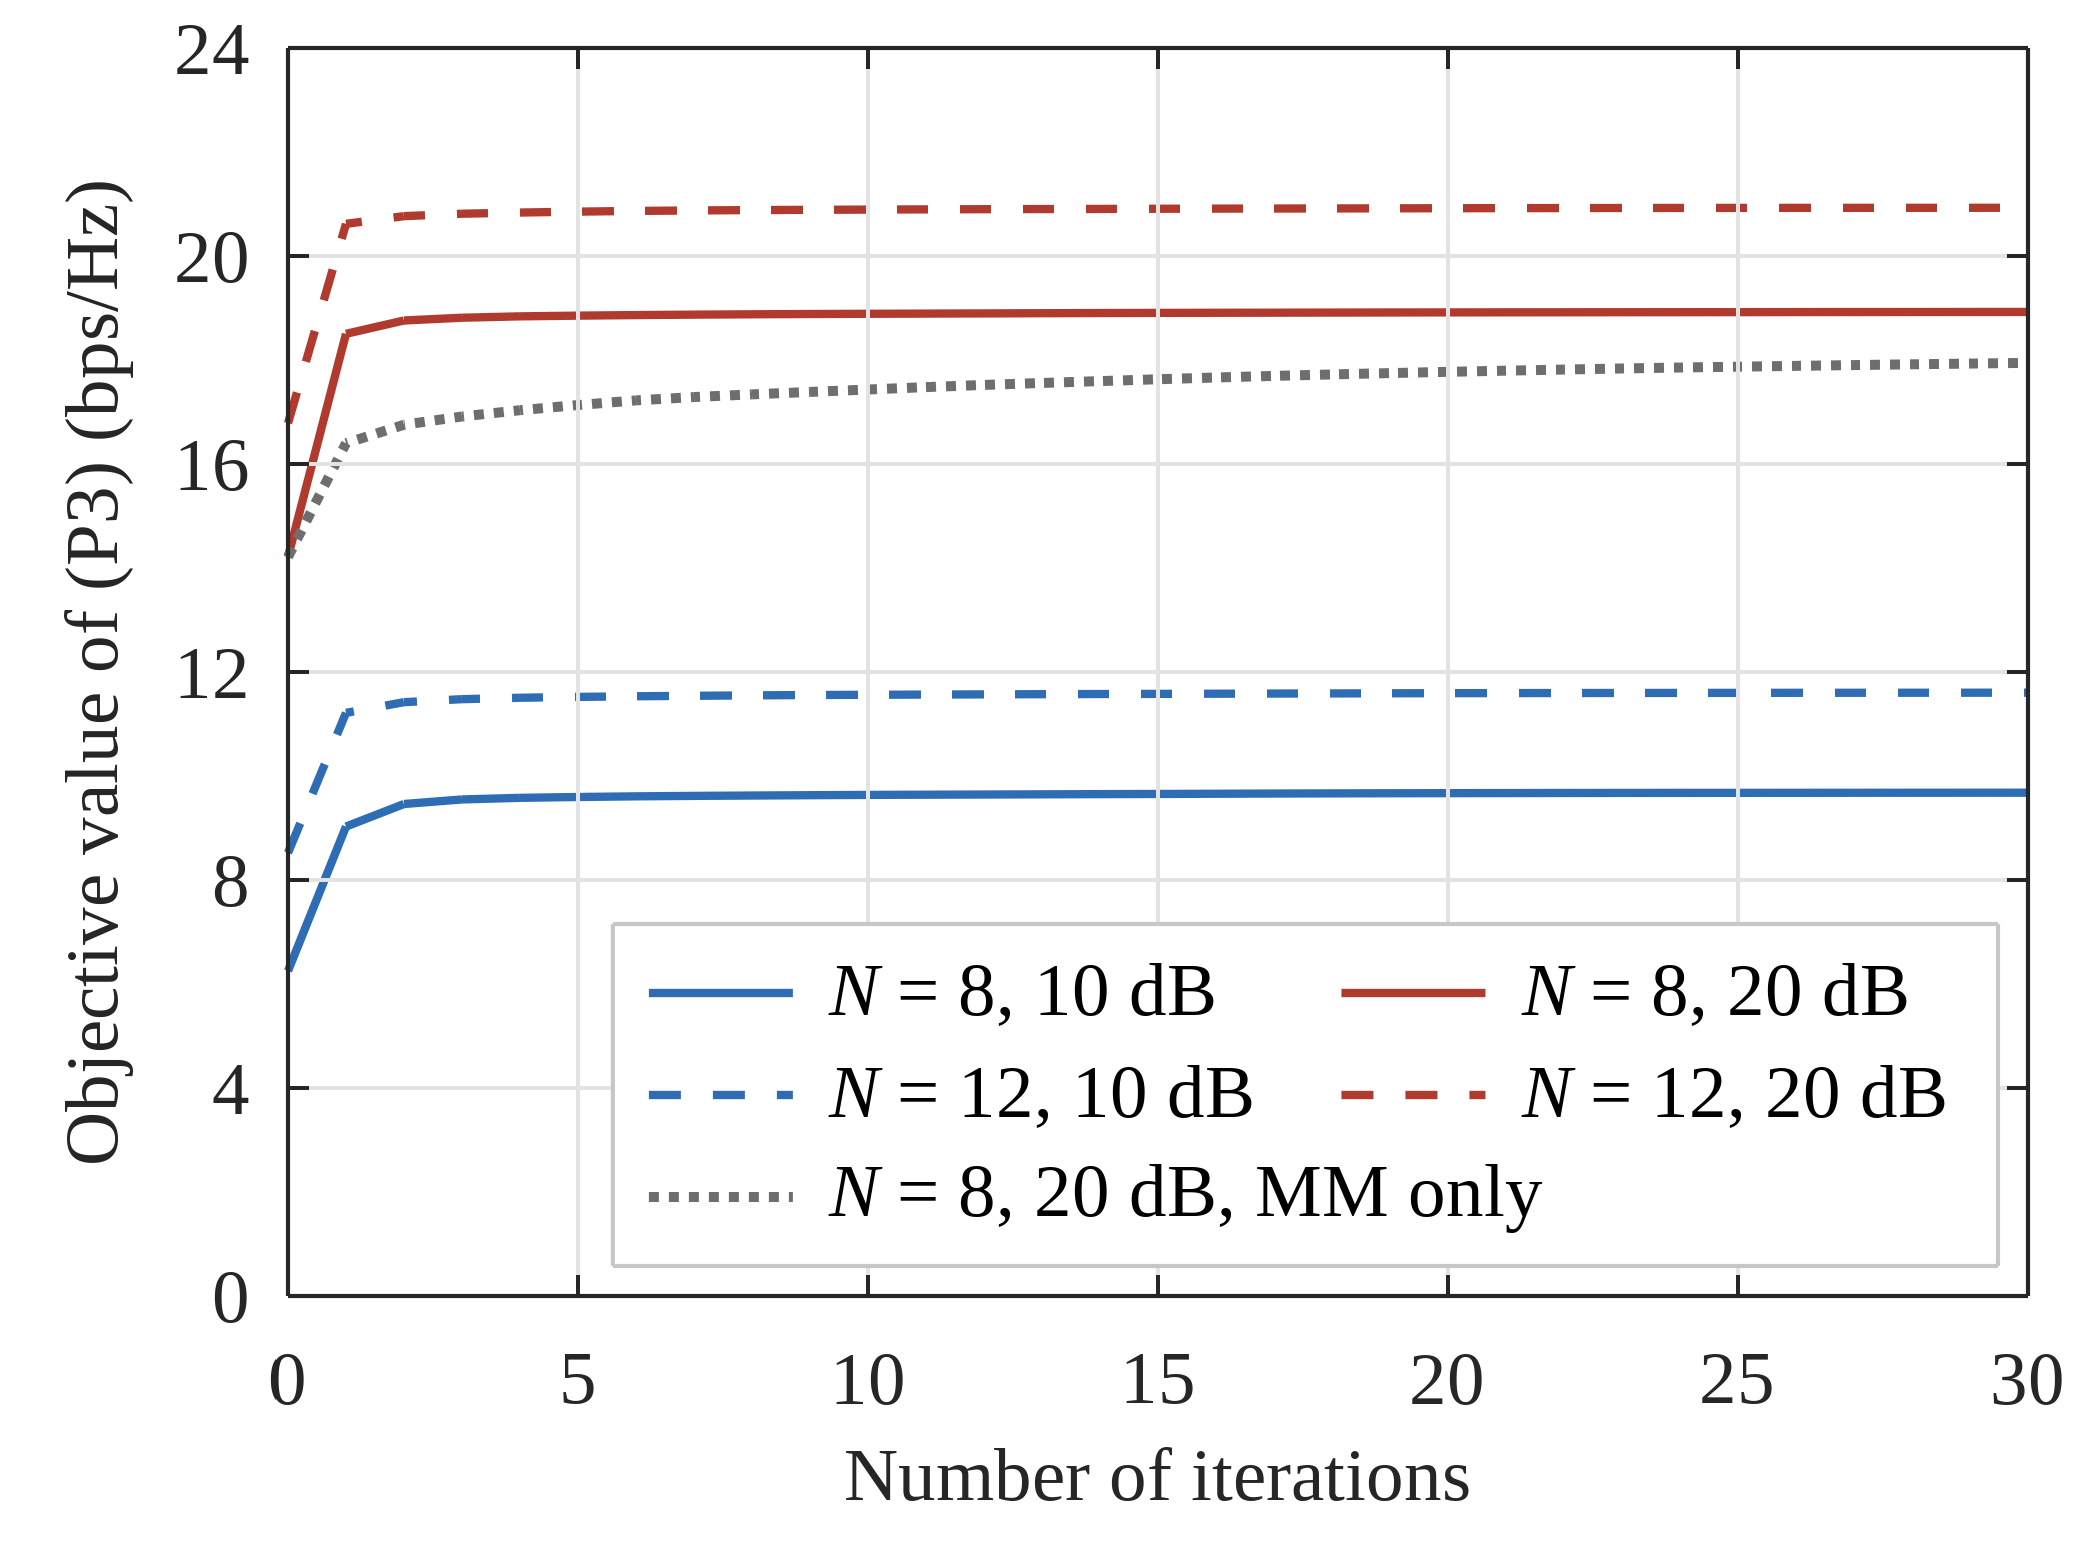 Objective value of (P3) (bps/Hz)
24
20
16
12
8
4
0
N = 8, 10 dB
N = 8, 20 dB
N = 12, 10 dB
N = 12, 20 dB
N = 8, 20 dB, MM only
0 5 10 15 20 25 30
Number of iterations